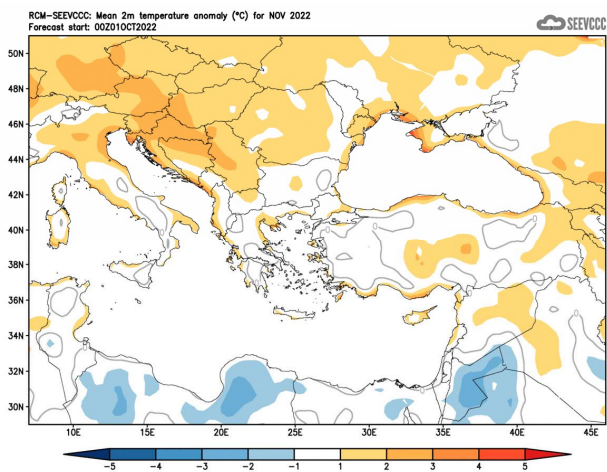 RCM-SEEVCCC: Mean 2m temperature anomaly (°C) for NOV 2022
Forecast start: 00Z01OCT2022
SEEVCCC
50N
48N
46N
44N
42N
40N
38N
36N
34N
32N
30N
10E 15E 20E 25E 30E 35E 40E 45E
-5 -4 -3 -2 -1 1 2 3 4 5